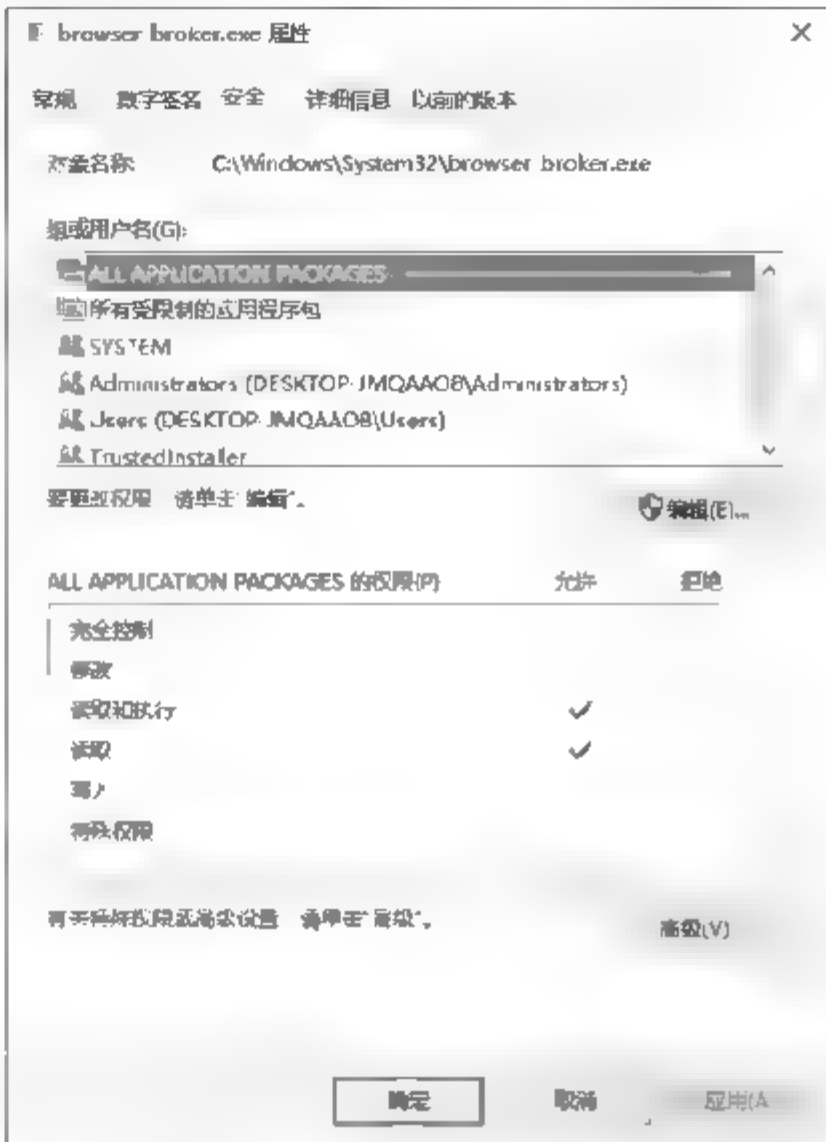 browser broker.exe 属性
常规 数字签名 安全 详细信息 以前的版本
对象名称: C:\Windows\System32\browser broker.exe
组或用户名(G):
ALL APPLICATION PACKAGES
所有受限制的应用程序包
SYSTEM
Administrators (DESKTOP-JMQAAO8\Administrators)
Users (DESKTOP-JMQAAO8\Users)
TrustedInstaller
要更改权限 请单击"编辑"。
编辑(E)...
ALL APPLICATION PACKAGES 的权限(P) 允许 拒绝
完全控制
修改
读取和执行 ✓
读取 ✓
写入
特殊权限
有关特殊权限或高级设置 请单击"高级"。
高级(V)
确定 取消 应用(A